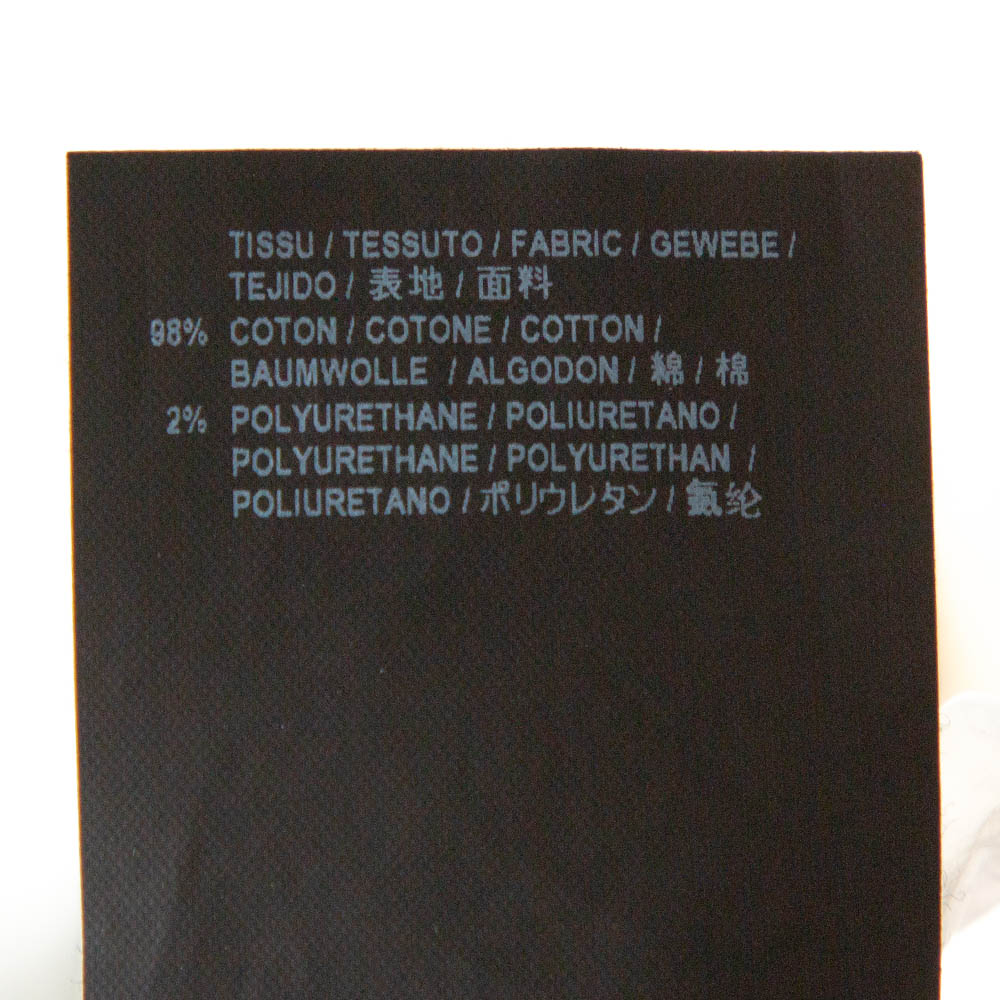 TISSU / TESSUTO / FABRIC / GEWEBE /
TEJIDO / 表地 / 面料
98% COTON / COTONE / COTTON /
BAUMWOLLE / ALGODON / 綿 / 棉
2% POLYURETHANE / POLIURETANO /
POLYURETHANE / POLYURETHAN /
POLIURETANO / ポリウレタン / 氨纶